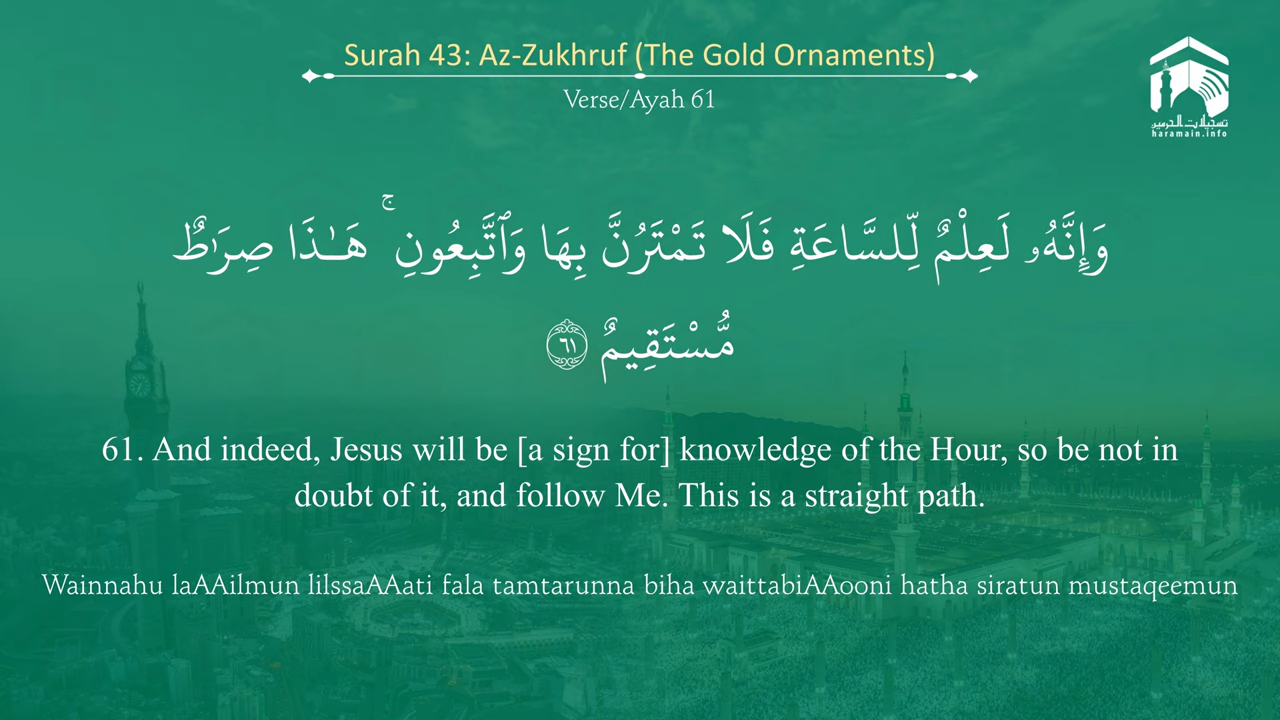 Surah 43: Az-Zukhruf (The Gold Ornaments)
Verse/Ayah 61
تسجيلات الحرمين
haramain.info
وَإِنَّهُۥ لَعِلْمٌ لِّلسَّاعَةِ فَلَا تَمْتَرُنَّ بِهَا وَٱتَّبِعُونِ ۚ هَـٰذَا صِرَٰطٌ
مُّسْتَقِيمٌ ٦١
61. And indeed, Jesus will be [a sign for] knowledge of the Hour, so be not in
doubt of it, and follow Me. This is a straight path.
Wainnahu laAAilmun lilssaAAati fala tamtarunna biha waittabiAAooni hatha siratun mustaqeemun